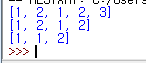 [1, 2, 1, 2, 3]
[1, 2, 1, 2]
[1, 1, 2]
>>>